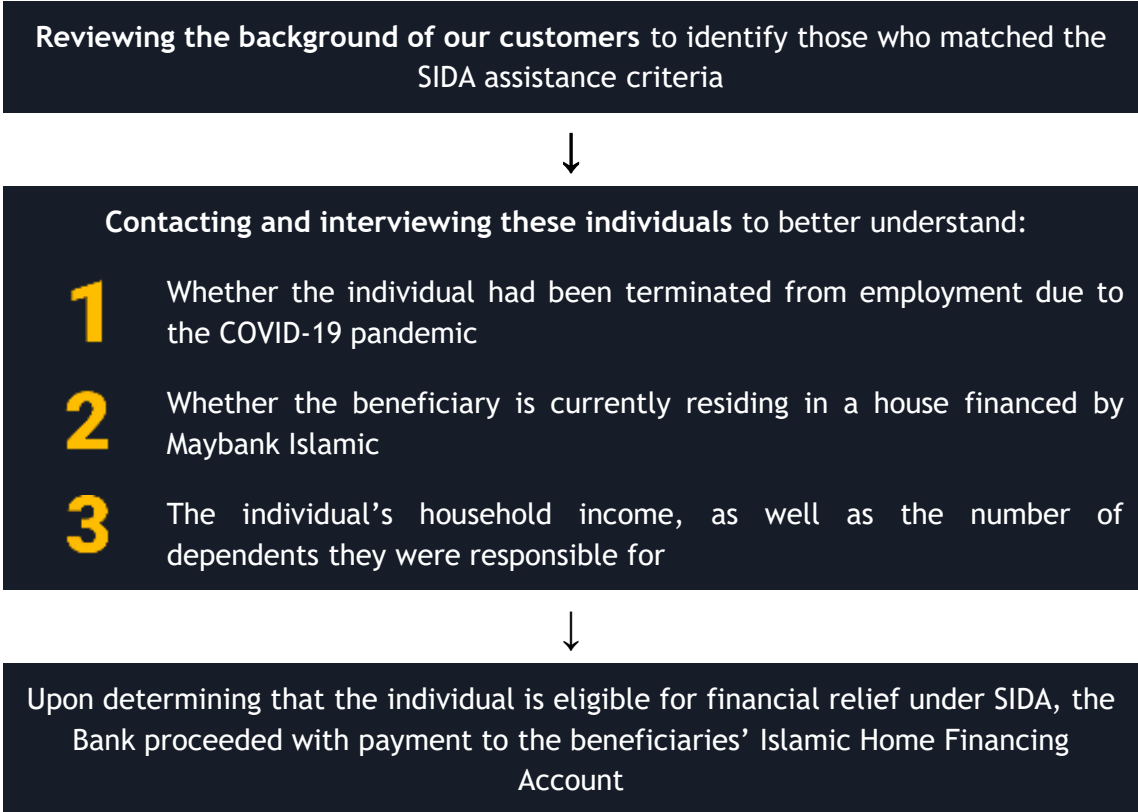 Reviewing the background of our customers to identify those who matched the
SIDA assistance criteria
↓
Contacting and interviewing these individuals to better understand:
1 Whether the individual had been terminated from employment due to
the COVID-19 pandemic
2 Whether the beneficiary is currently residing in a house financed by
Maybank Islamic
3 The individual’s household income, as well as the number of
dependents they were responsible for
↓
Upon determining that the individual is eligible for financial relief under SIDA, the
Bank proceeded with payment to the beneficiaries’ Islamic Home Financing
Account